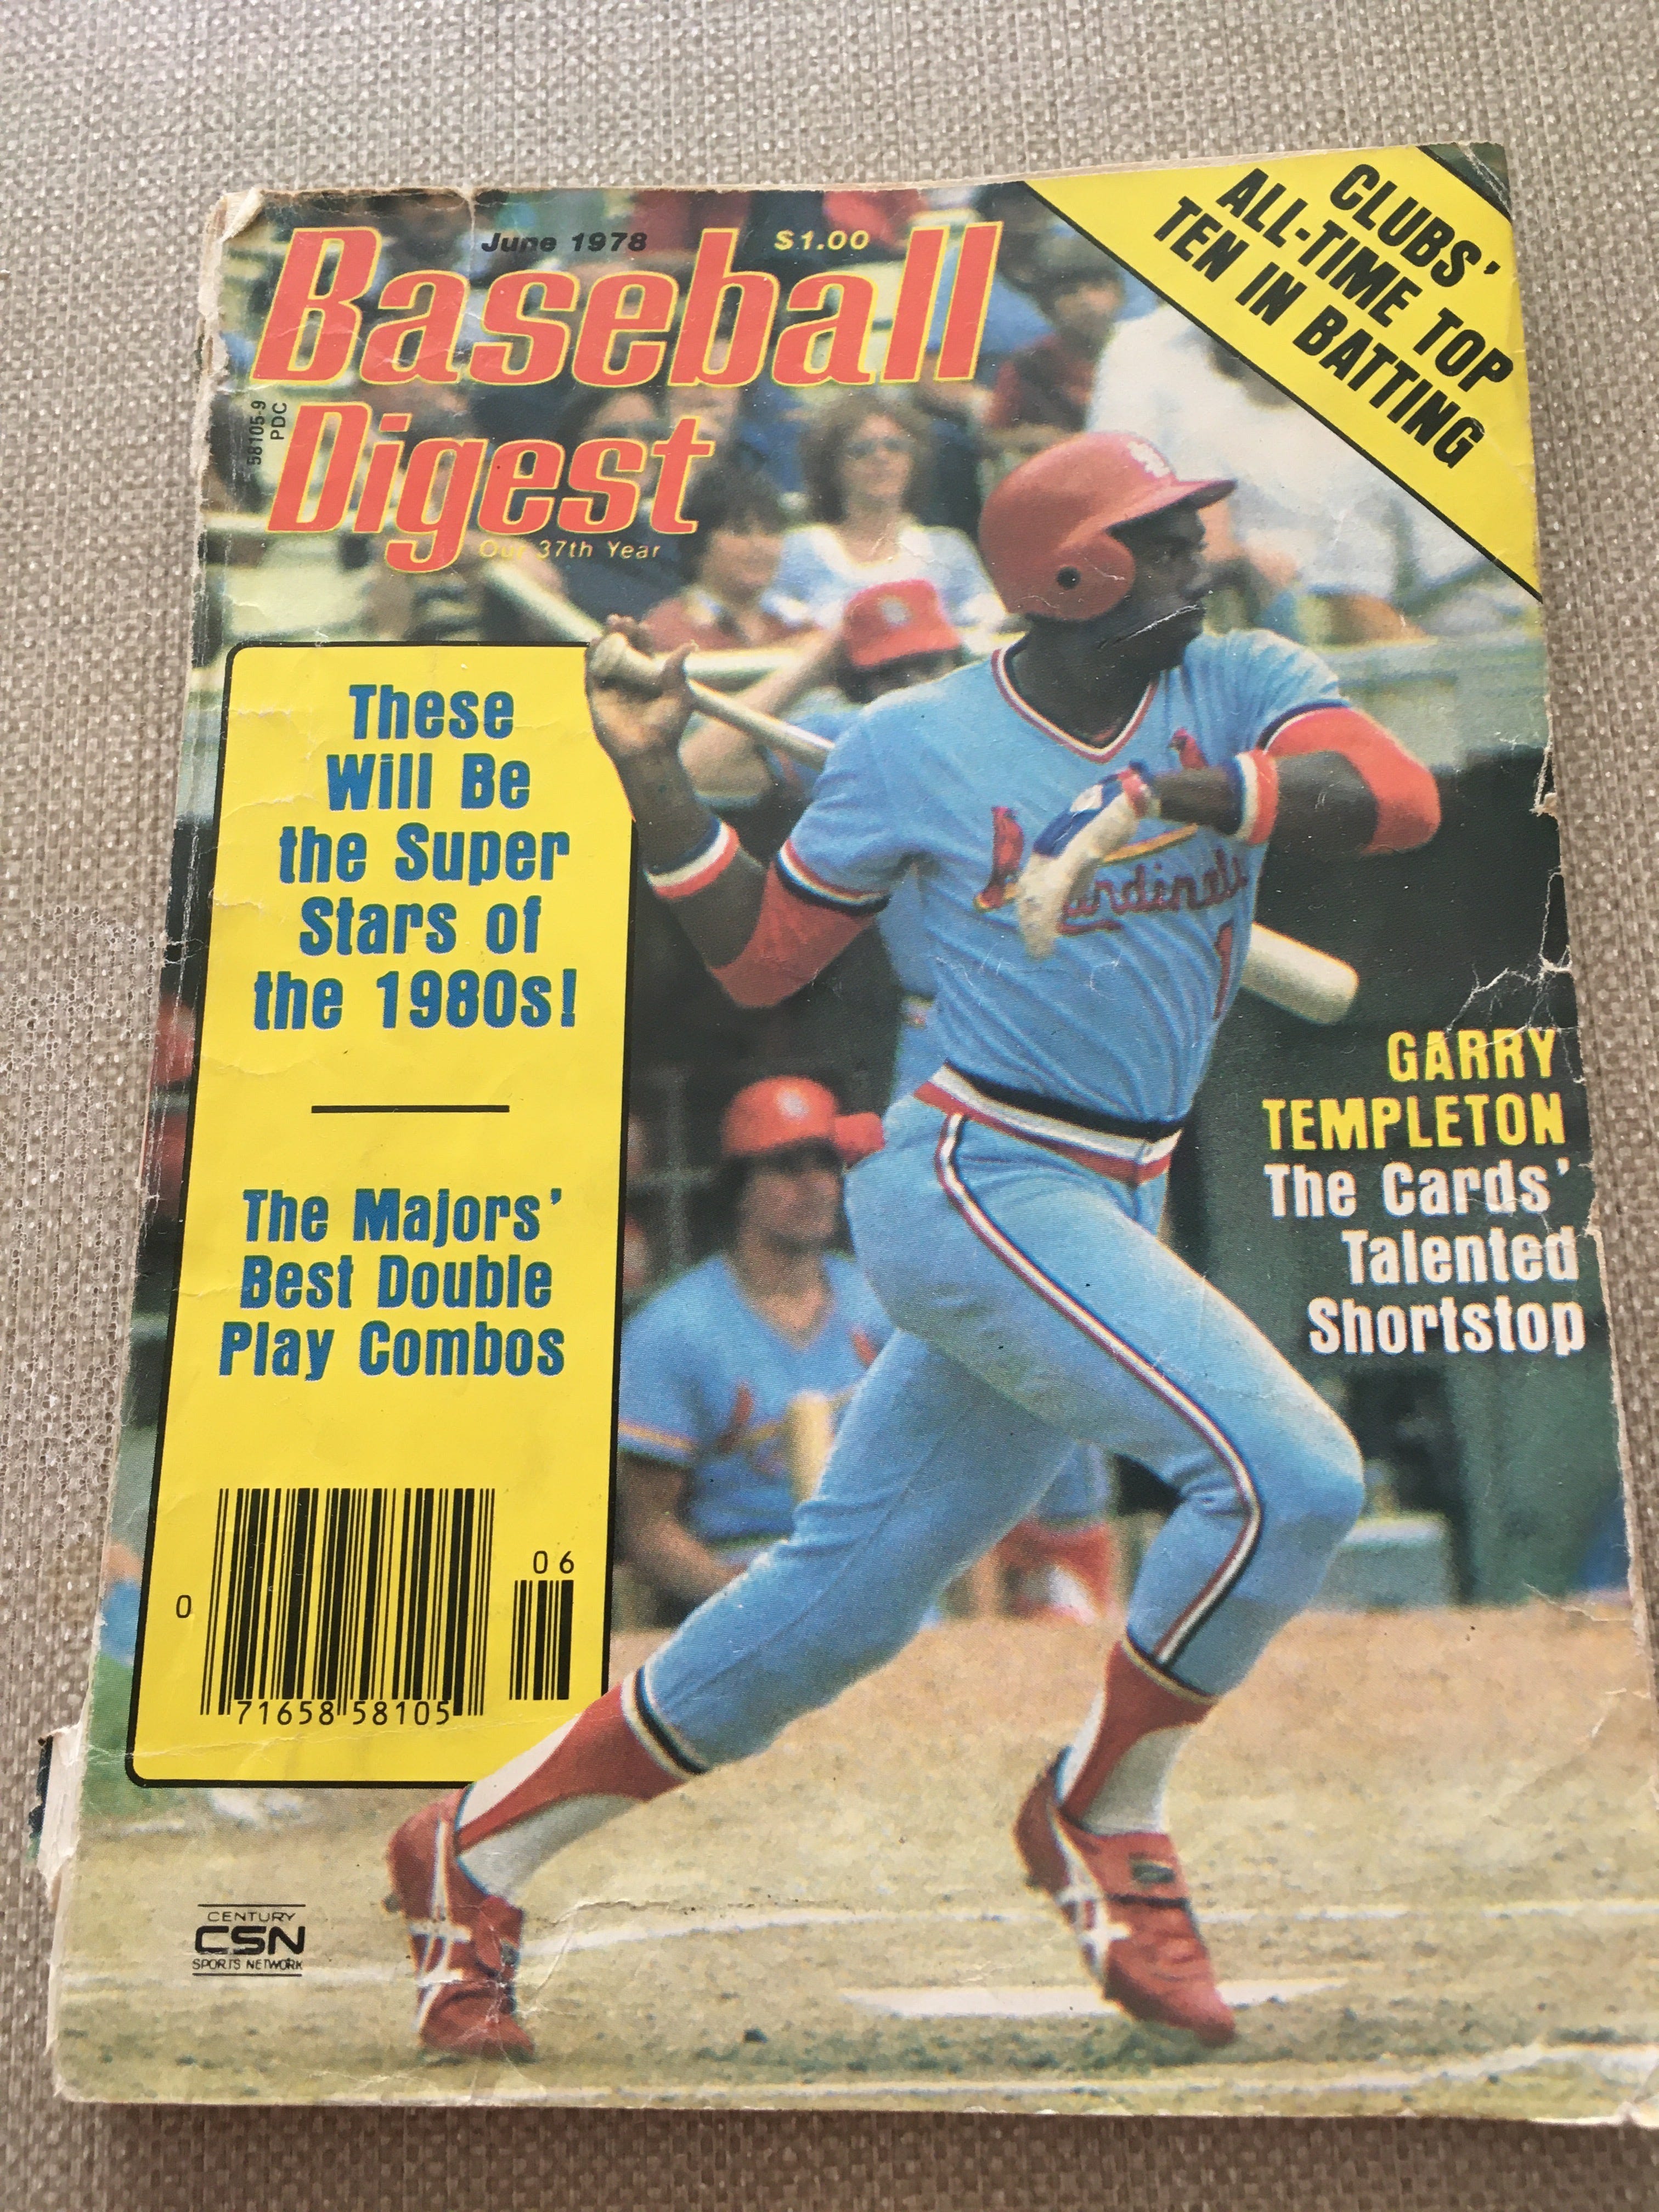 June 1978
$1.00
Baseball
Digest
Our 37th Year
58105-9
PDC
CLUBS'
ALL-TIME TOP
TEN IN BATTING
These
Will Be
the Super
Stars of
the 1980s!
The Majors'
Best Double
Play Combos
GARRY
TEMPLETON
The Cards'
Talented
Shortstop
Cardinals
1
06
0
71658 58105
CENTURY
CSN
SPORTS NETWORK